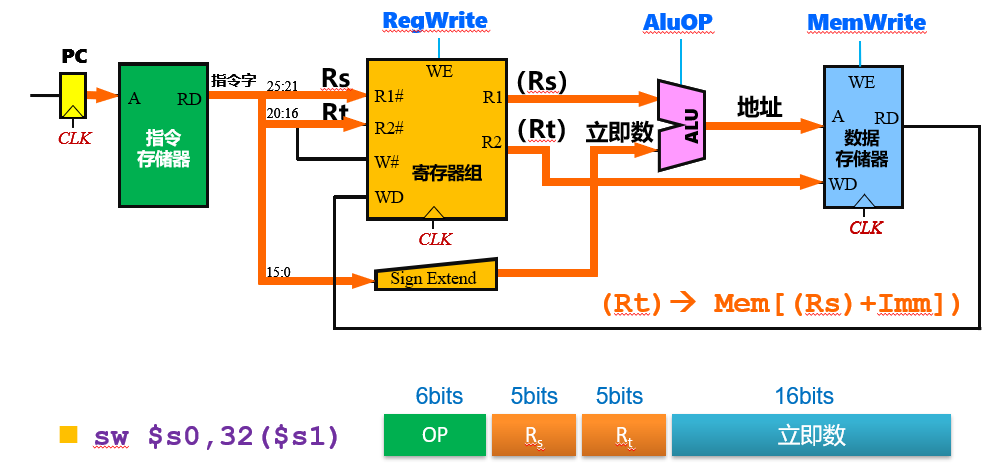 RegWrite
AluOP
MemWrite
PC
CLK
A
RD
指令
存储器
指令字
25:21
20:16
15:0
Rs
Rt
WE
R1#
R1
R2#
R2
W#
寄存器组
WD
CLK
Sign Extend
(Rs)
(Rt)
立即数
ALU
地址
WE
A
RD
数据
存储器
WD
CLK
(Rt)→ Mem[(Rs)+Imm])
6bits 5bits 5bits 16bits
sw $s0,32($s1)
OP Rs Rt 立即数